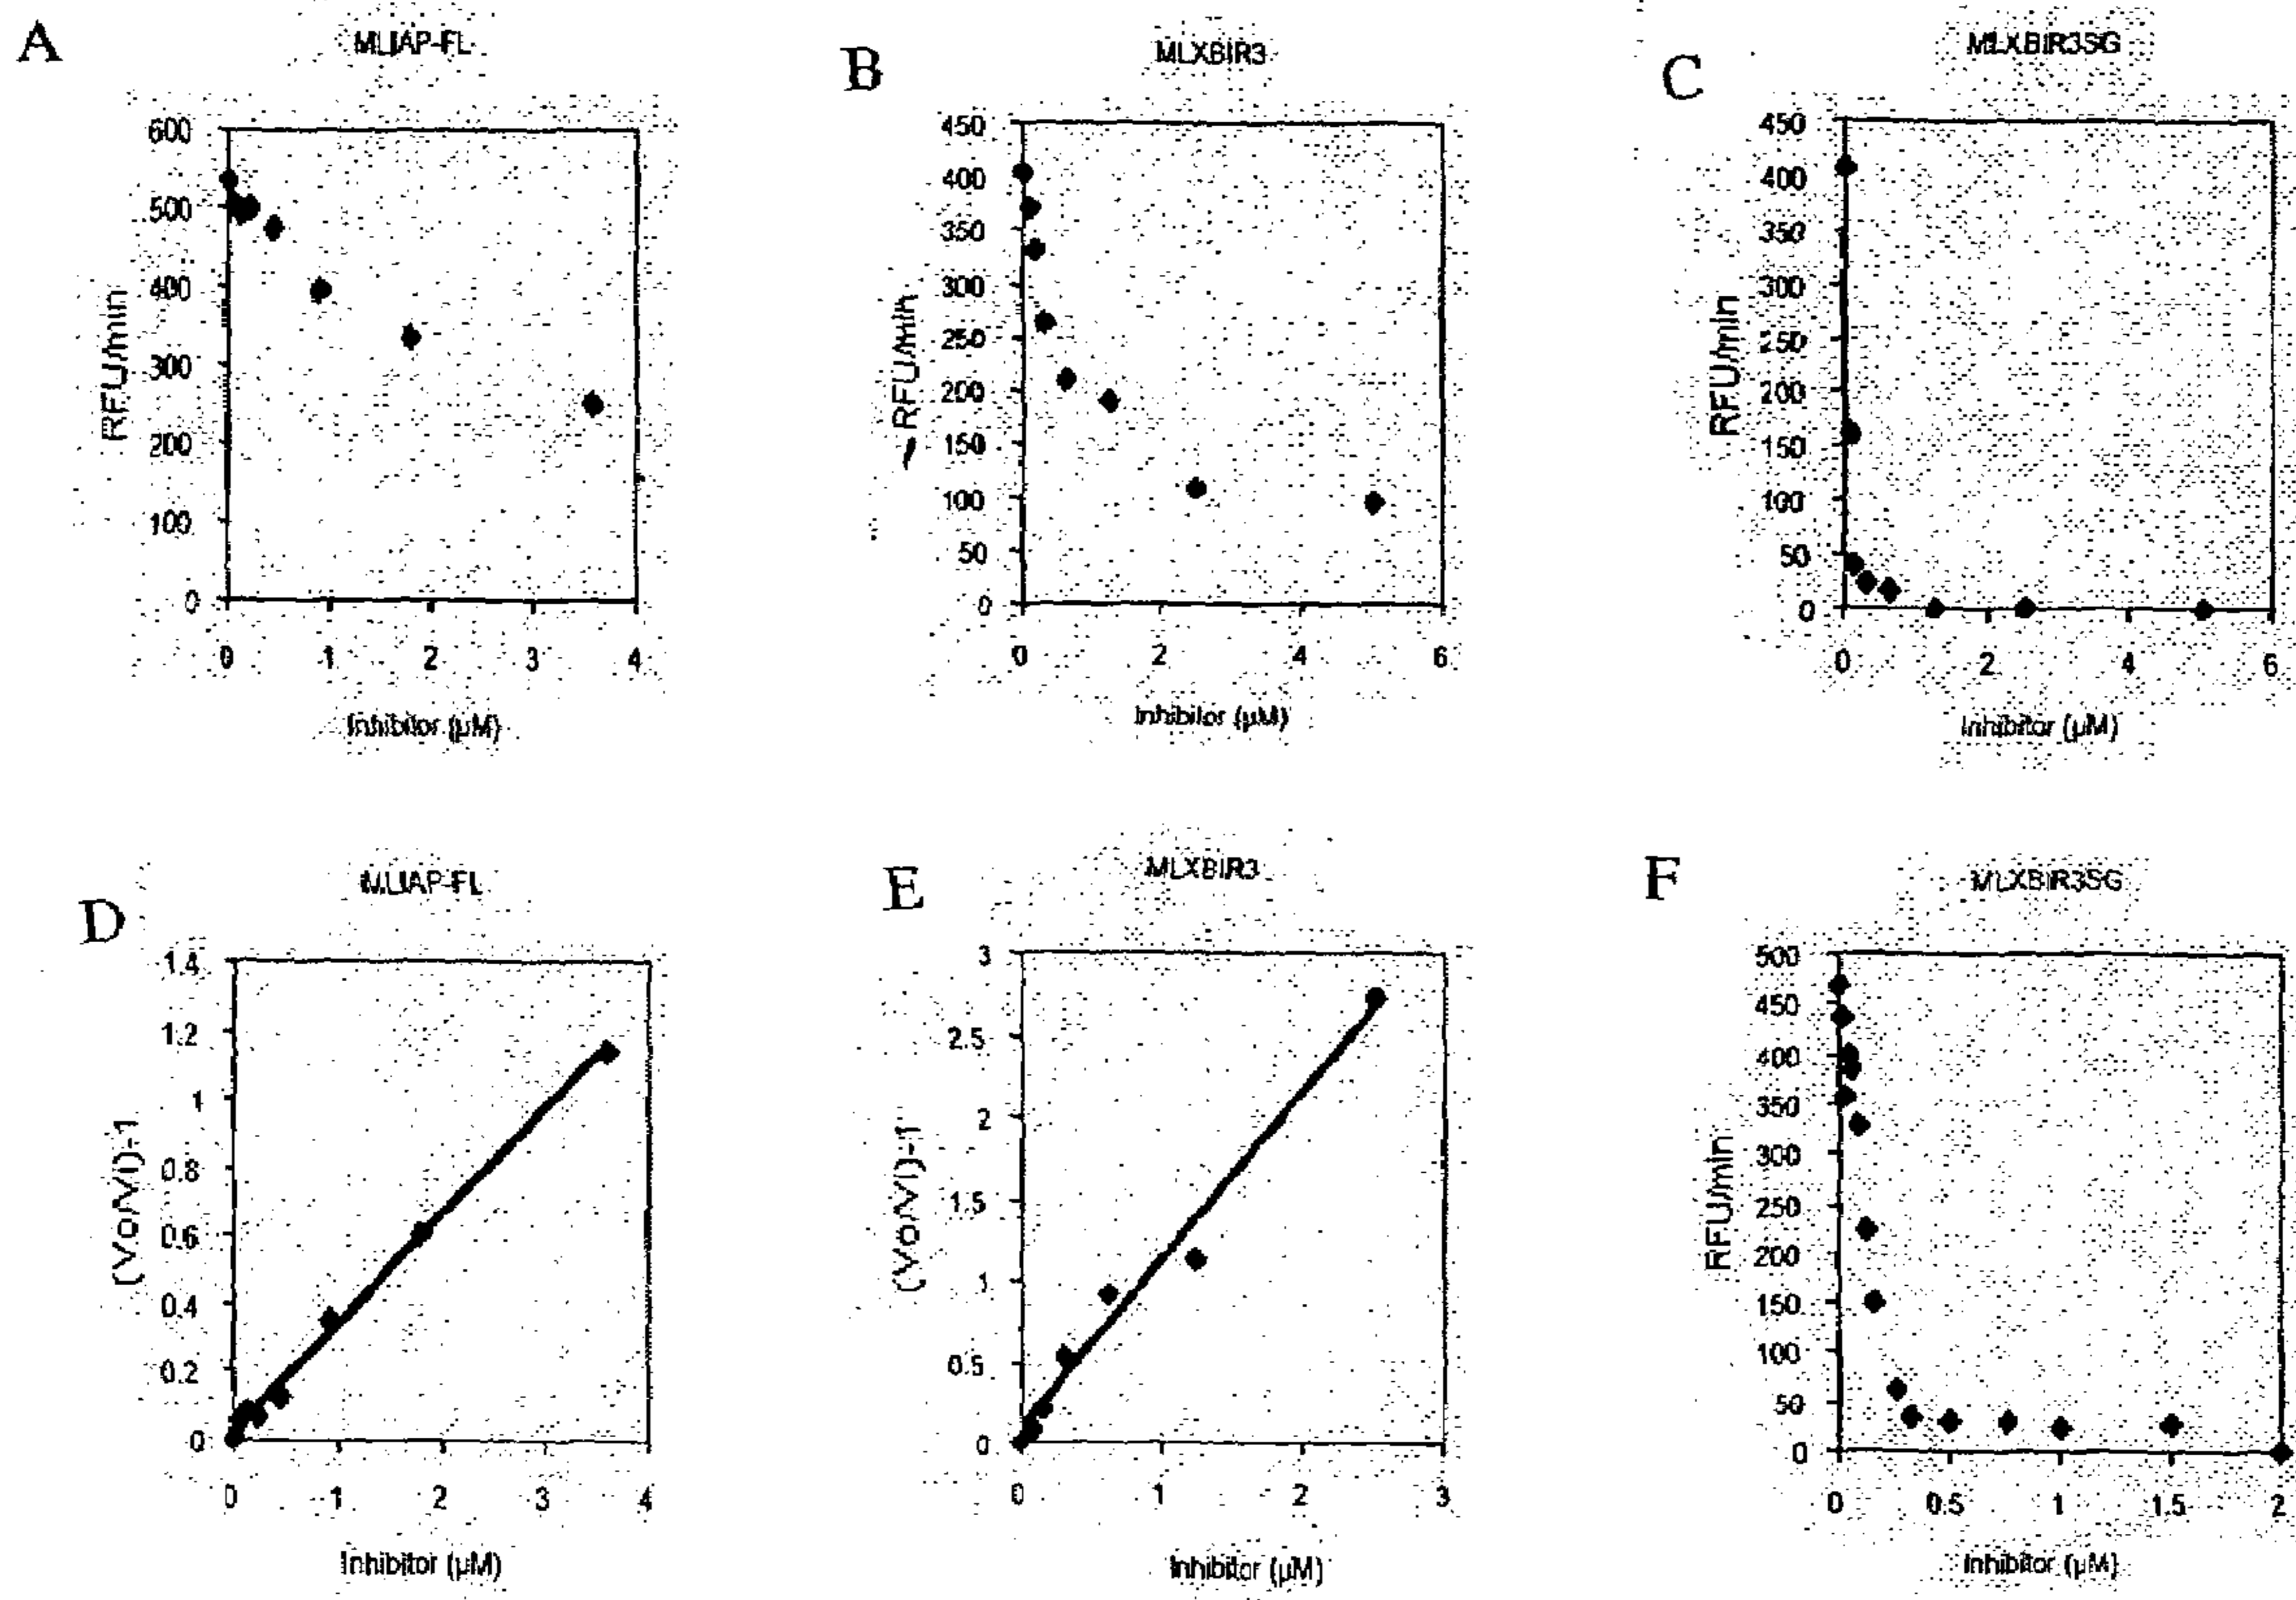 A
MLIAP-FL
RFU/min
600
500
400
300
200
100
0
0 1 2 3 4
Inhibitor (µM)
B
MLXBIR3
RFU/min
450
400
350
300
250
200
150
100
50
0
0 2 4 6
Inhibitor (µM)
C
MLXBIR3SG
RFU/min
450
400
350
300
250
200
150
100
50
0
0 2 4 6
Inhibitor (µM)
D
MLIAP-FL
(Vo/Vi)-1
1.4
1.2
1
0.8
0.6
0.4
0.2
0
0 1 2 3 4
Inhibitor (µM)
E
MLXBIR3
(Vo/Vi)-1
3
2.5
2
1.5
1
0.5
0
0 1 2 3
Inhibitor (µM)
F
MLXBIR3SG
RFU/min
500
450
400
350
300
250
200
150
100
50
0
0 0.5 1 1.5 2
Inhibitor (µM)